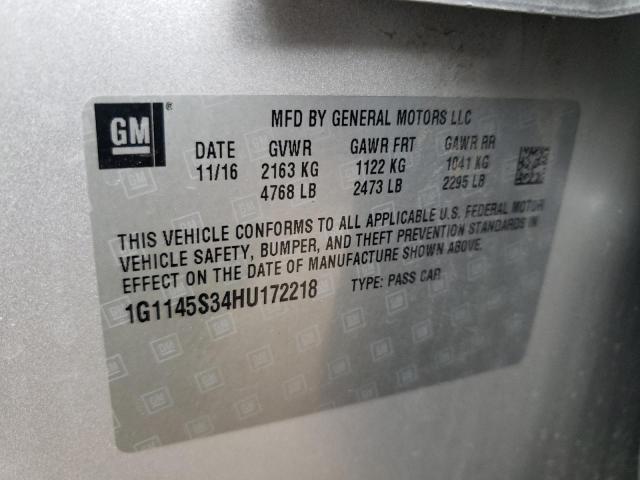 GM ®
MFD BY GENERAL MOTORS LLC
DATE GVWR GAWR FRT GAWR RR
11/16 2163 KG 1122 KG 1041 KG
4768 LB 2473 LB 2295 LB
THIS VEHICLE CONFORMS TO ALL APPLICABLE U.S. FEDERAL MOTOR
VEHICLE SAFETY, BUMPER, AND THEFT PREVENTION STANDARDS IN
EFFECT ON THE DATE OF MANUFACTURE SHOWN ABOVE.
1G1145S34HU172218 TYPE: PASS CAR